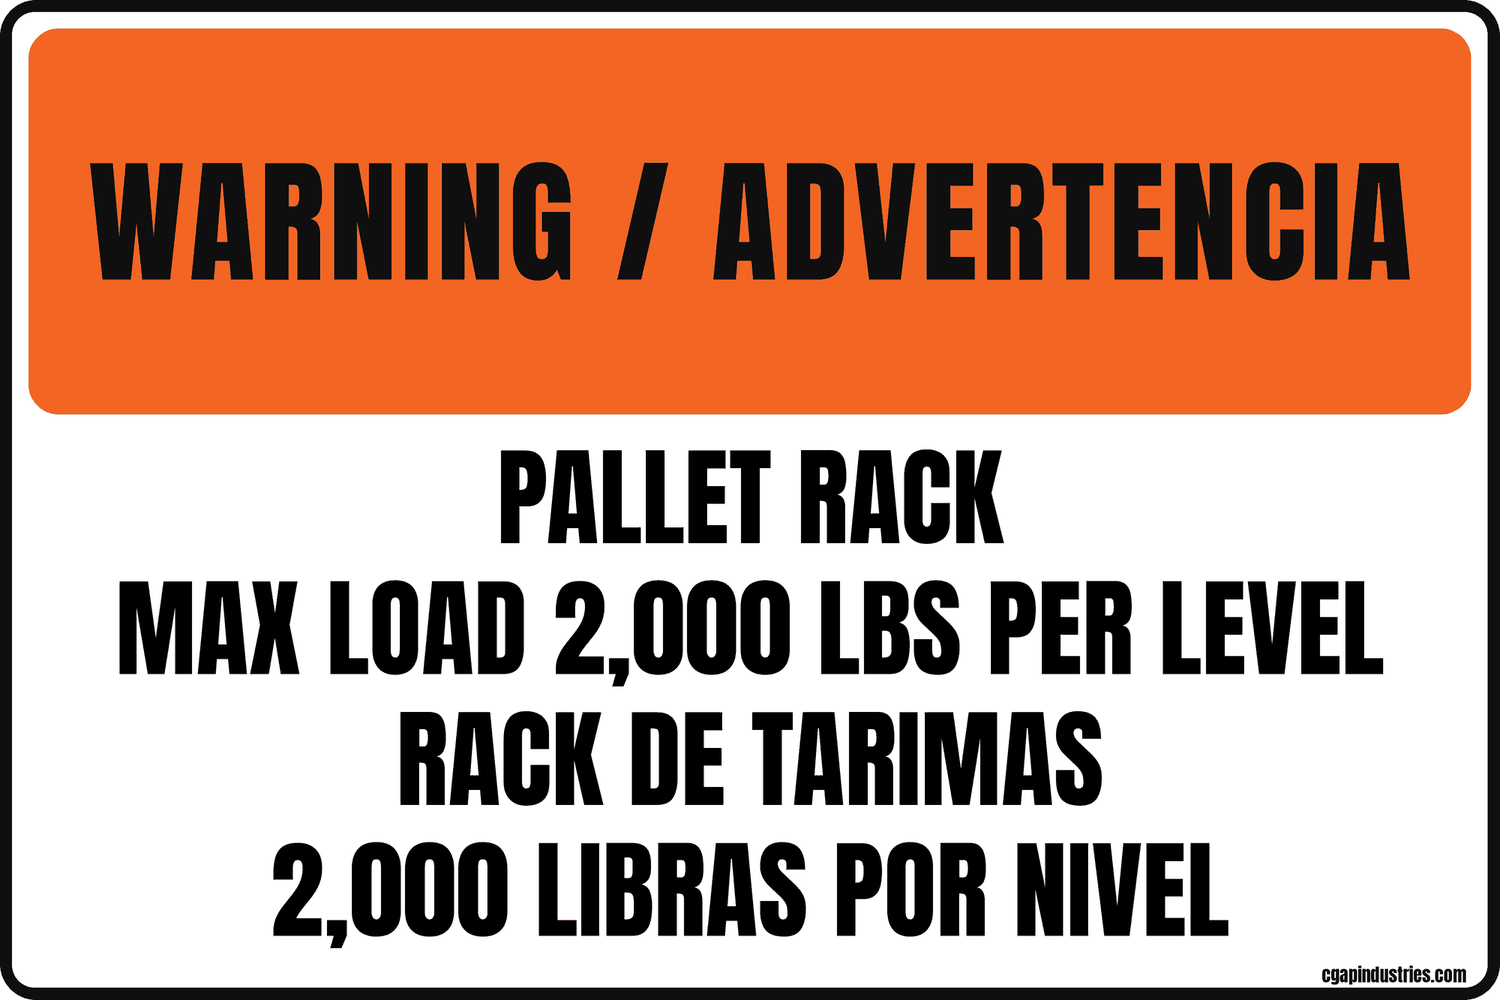 WARNING / ADVERTENCIA
PALLET RACK
MAX LOAD 2,000 LBS PER LEVEL
RACK DE TARIMAS
2,000 LIBRAS POR NIVEL
cgapindustries.com